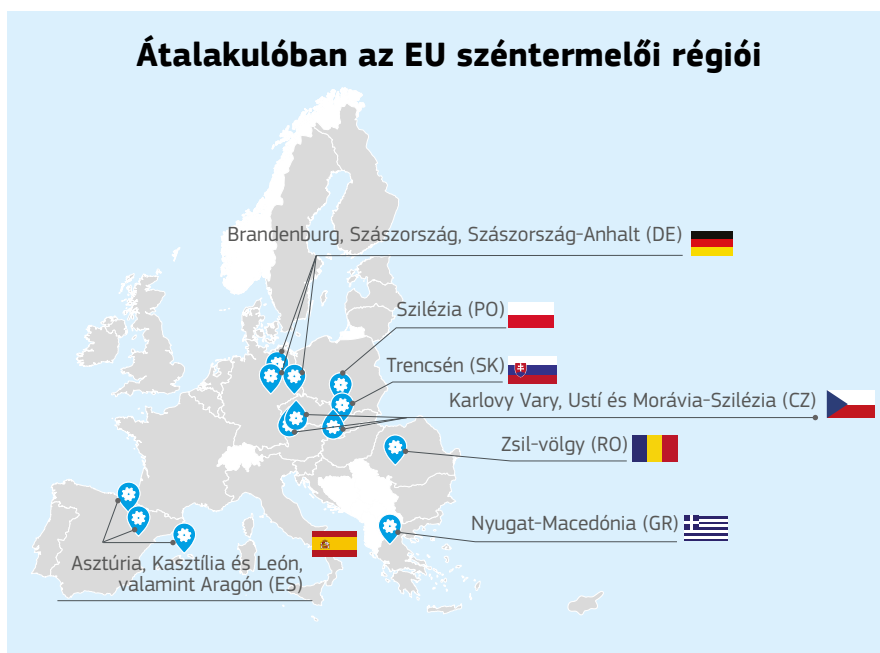 Átalakulóban az EU széntermelői régiói
Brandenburg, Szászország, Szászország-Anhalt (DE)
Szilézia (PO)
Trencsén (SK)
Karlovy Vary, Ustí és Morávia-Szilézia (CZ)
Zsil-völgy (RO)
Nyugat-Macedónia (GR)
Asztúria, Kasztília és León,
valamint Aragón (ES)